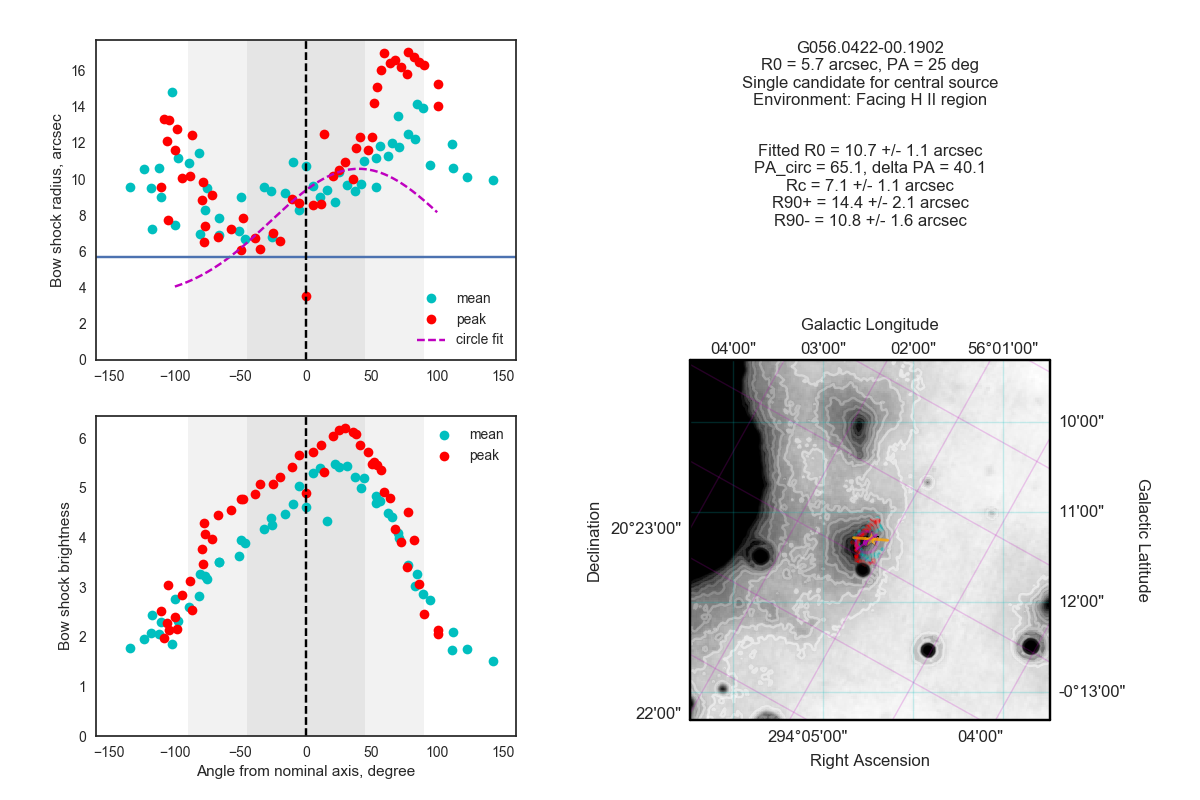 G056.0422-00.1902
R0 = 5.7 arcsec, PA = 25 deg
Single candidate for central source
Environment: Facing H II region
Fitted R0 = 10.7 +/- 1.1 arcsec
PA_circ = 65.1, delta PA = 40.1
Rc = 7.1 +/- 1.1 arcsec
R90+ = 14.4 +/- 2.1 arcsec
R90- = 10.8 +/- 1.6 arcsec
Bow shock radius, arcsec
16
14
12
10
8
6
4
2
0
mean
peak
circle fit
−150 −100 −50 0 50 100 150
Bow shock brightness
6
5
4
3
2
1
0
mean
peak
−150 −100 −50 0 50 100 150
Angle from nominal axis, degree
Galactic Longitude
04'00" 03'00" 02'00" 56°01'00"
10'00"
11'00"
12'00"
-0°13'00"
Galactic Latitude
Declination
20°23'00"
22'00"
294°05'00" 04'00"
Right Ascension